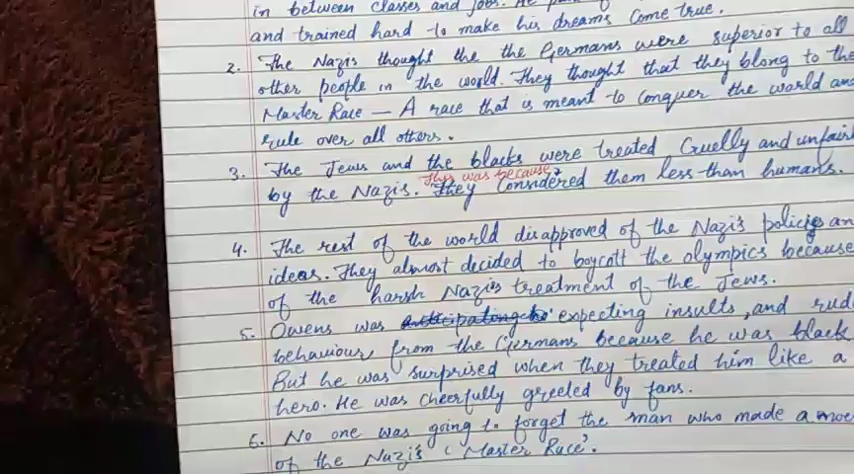 in between classes and jobs. He
and trained hard to make his dreams come true.
2. The Nazis thought the the Germans were superior to all
other people in the world. They thought that they blong to the
Master Race — A race that is meant to conquer the world and
rule over all others.
3. The Jews and the blacks were treated Cruelly and unfair
This was because
by the Nazis. They Considered them less than humans.
4. The rest of the world disapproved of the Nazi's policies an
ideas. They almost decided to boycott the olympics because
of the harsh Nazis treatment of the Jews.
5. Owens was anticipating to expecting insults, and rud
behaviour from the Germans because he was black
But he was surprised when they treated him like a
hero. He was cheerfully greeted by fans.
6. No one was going to forget the man who made a moc
of the Nazi's 'Master Race'.